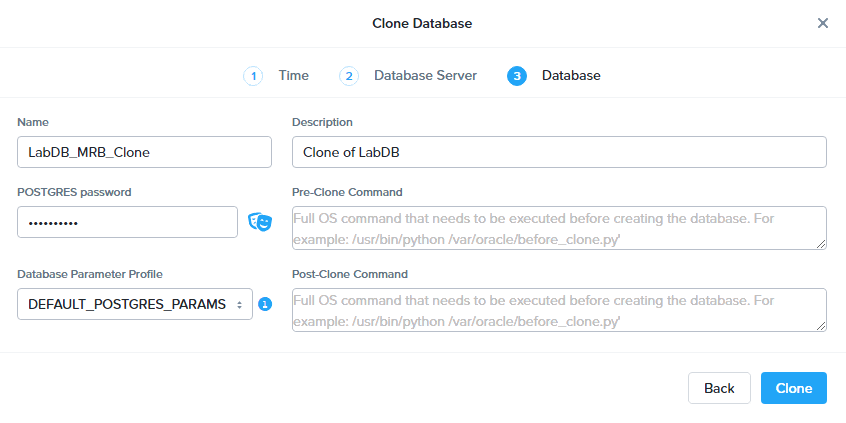 Clone Database
1 Time 2 Database Server 3 Database
Name
Description
LabDB_MRB_Clone
Clone of LabDB
POSTGRES password
Pre-Clone Command
••••••••••
Full OS command that needs to be executed before creating the database. For
example: /usr/bin/python /var/oracle/before_clone.py'
Database Parameter Profile
Post-Clone Command
DEFAULT_POSTGRES_PARAMS
Full OS command that needs to be executed before creating the database. For
example: /usr/bin/python /var/oracle/before_clone.py'
Back
Clone